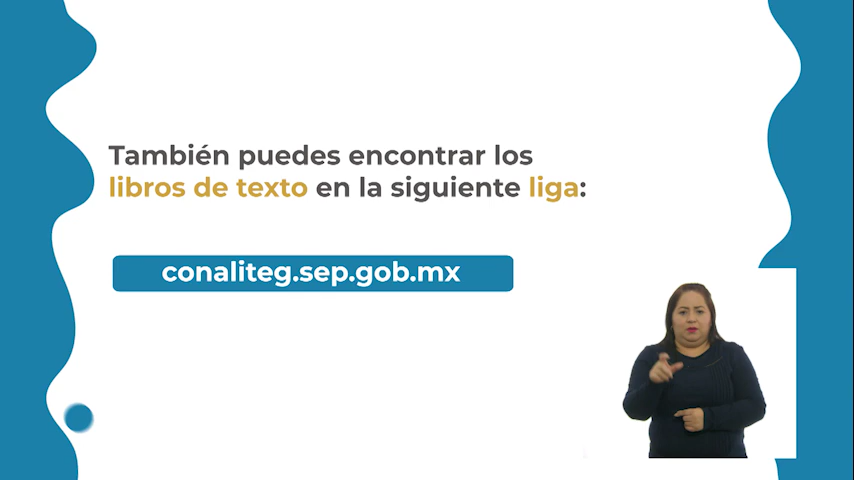 También puedes encontrar los
libros de texto en la siguiente liga:
conaliteg.sep.gob.mx